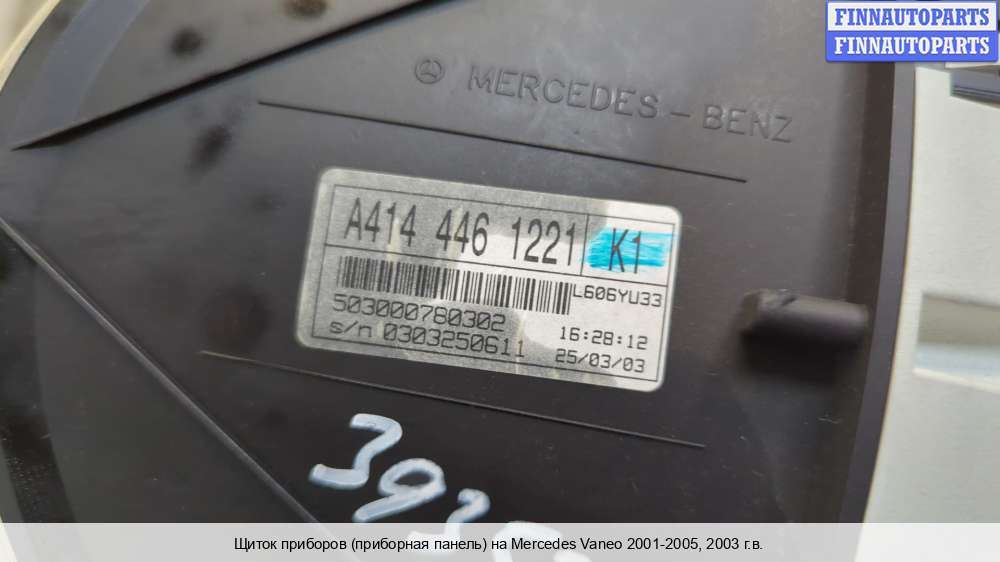 FINNAUTOPARTS
FINNAUTOPARTS
MERCEDES-BENZ
A414 446 1221 K1
L606YU33
503000780302
16:28:12
s/n 0303250611
25/03/03
Щиток приборов (приборная панель) на Mercedes Vaneo 2001-2005, 2003 г.в.